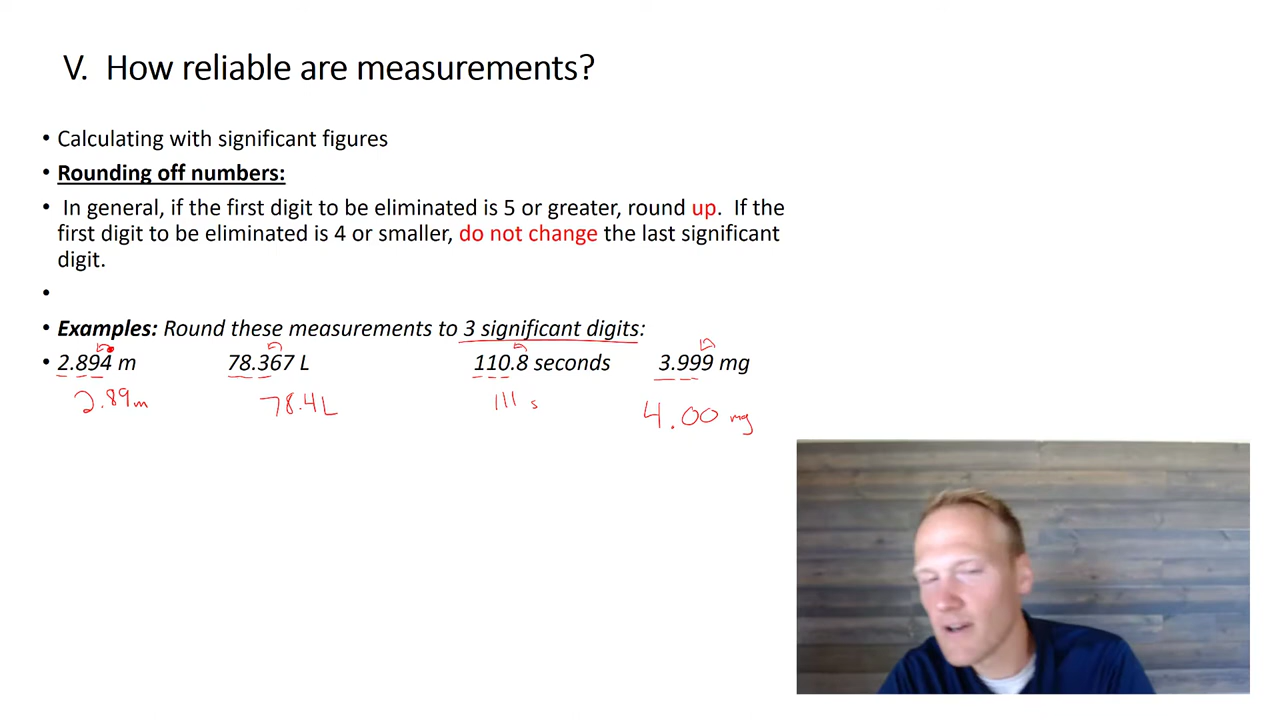 V. How reliable are measurements?
• Calculating with significant figures
• Rounding off numbers:
• In general, if the first digit to be eliminated is 5 or greater, round up. If the
first digit to be eliminated is 4 or smaller, do not change the last significant
digit.
•
• Examples: Round these measurements to 3 significant digits:
• 2.894 m 78.367 L 110.8 seconds 3.999 mg
2.89m 78.4L 111 s 4.00 mg